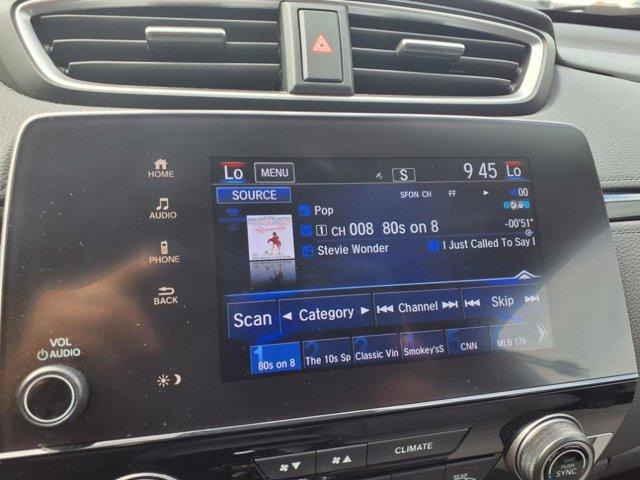 Lo MENU S 9 45 Lo
SOURCE SFON CH FF 00
Pop
1 CH 008 80s on 8 -00'51"
Stevie Wonder I Just Called To Say I
Scan Category Channel Skip
1 80s on 8 The 10s Sp Classic Vin Smokey'sS CNN MLB 176
HOME
AUDIO
PHONE
BACK
VOL
AUDIO
CLIMATE
PUSH
SYNC
REAR